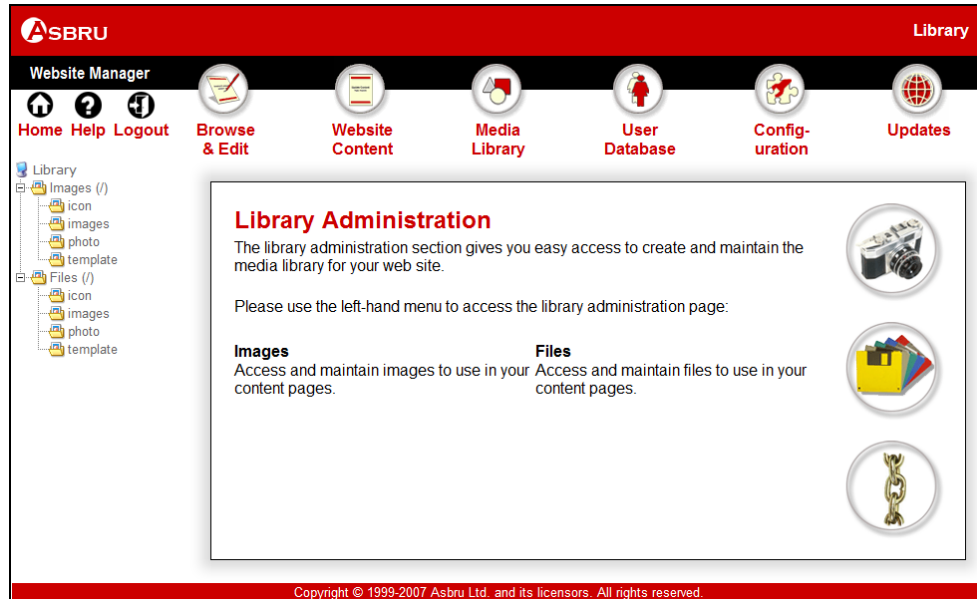 ASBRU
Library
Website Manager
Home Help Logout
Browse
& Edit
Website
Content
Media
Library
User
Database
Config-
uration
Updates
Library
Images (/)
icon
images
photo
template
Files (/)
icon
images
photo
template
Library Administration
The library administration section gives you easy access to create and maintain the
media library for your web site.
Please use the left-hand menu to access the library administration page:
Images
Access and maintain images to use in your
content pages.
Files
Access and maintain files to use in your
content pages.
Copyright © 1999-2007 Asbru Ltd. and its licensors. All rights reserved.